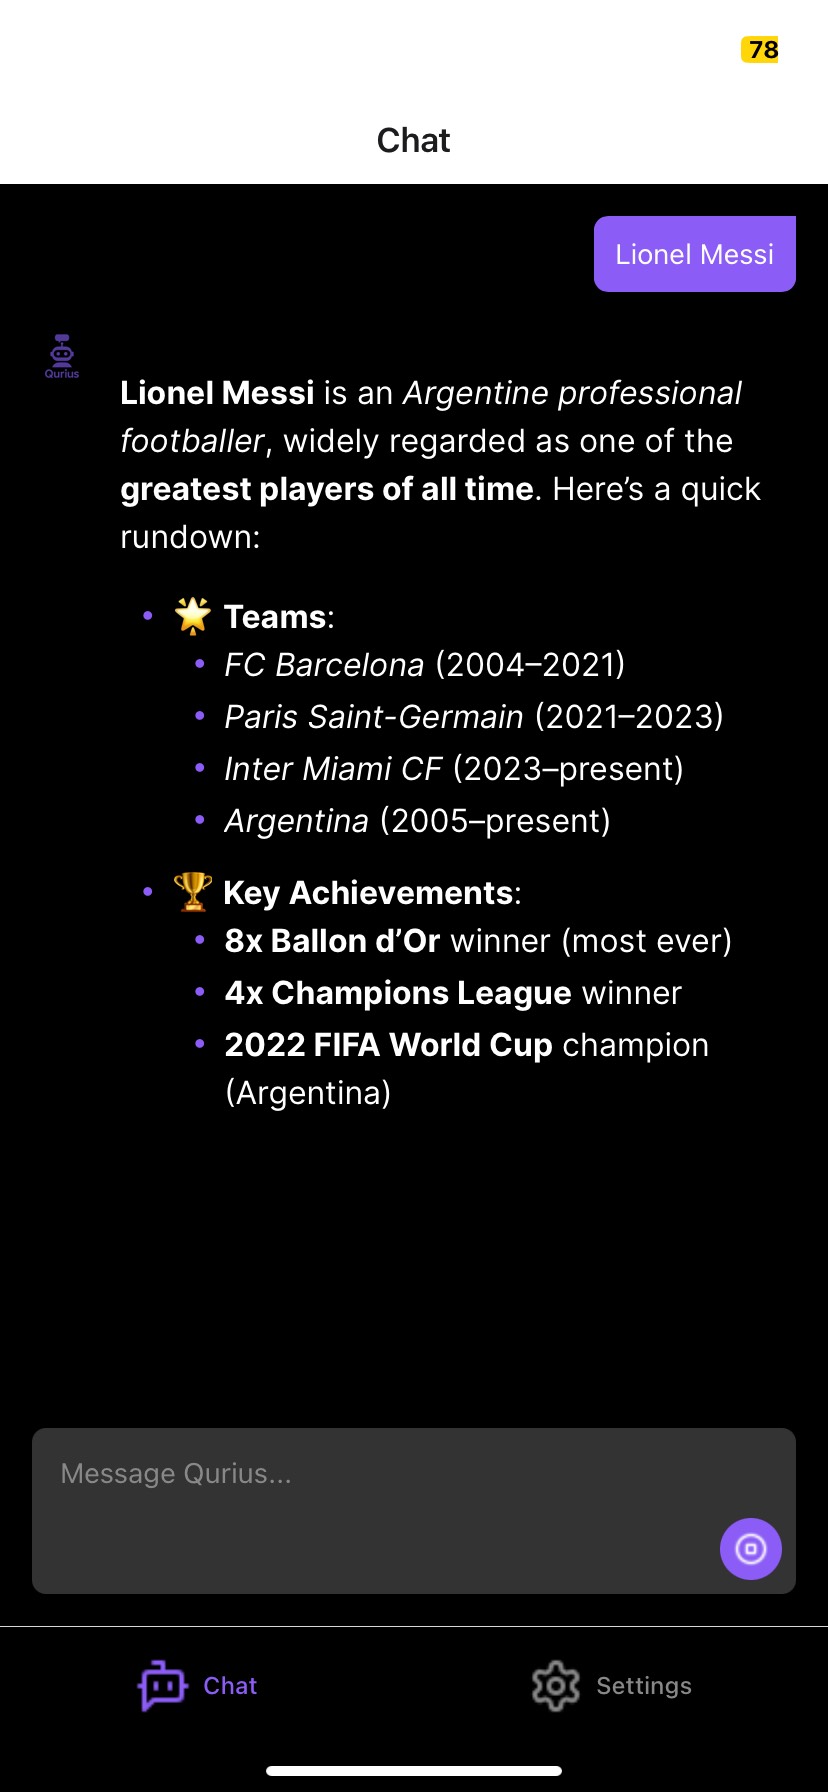 78
Chat
Lionel Messi
Qurius
Lionel Messi is an Argentine professional
footballer, widely regarded as one of the
greatest players of all time. Here’s a quick
rundown:
• 🌟 Teams:
• FC Barcelona (2004–2021)
• Paris Saint-Germain (2021–2023)
• Inter Miami CF (2023–present)
• Argentina (2005–present)
• 🏆 Key Achievements:
• 8x Ballon d’Or winner (most ever)
• 4x Champions League winner
• 2022 FIFA World Cup champion
(Argentina)
Message Qurius...
Chat
Settings